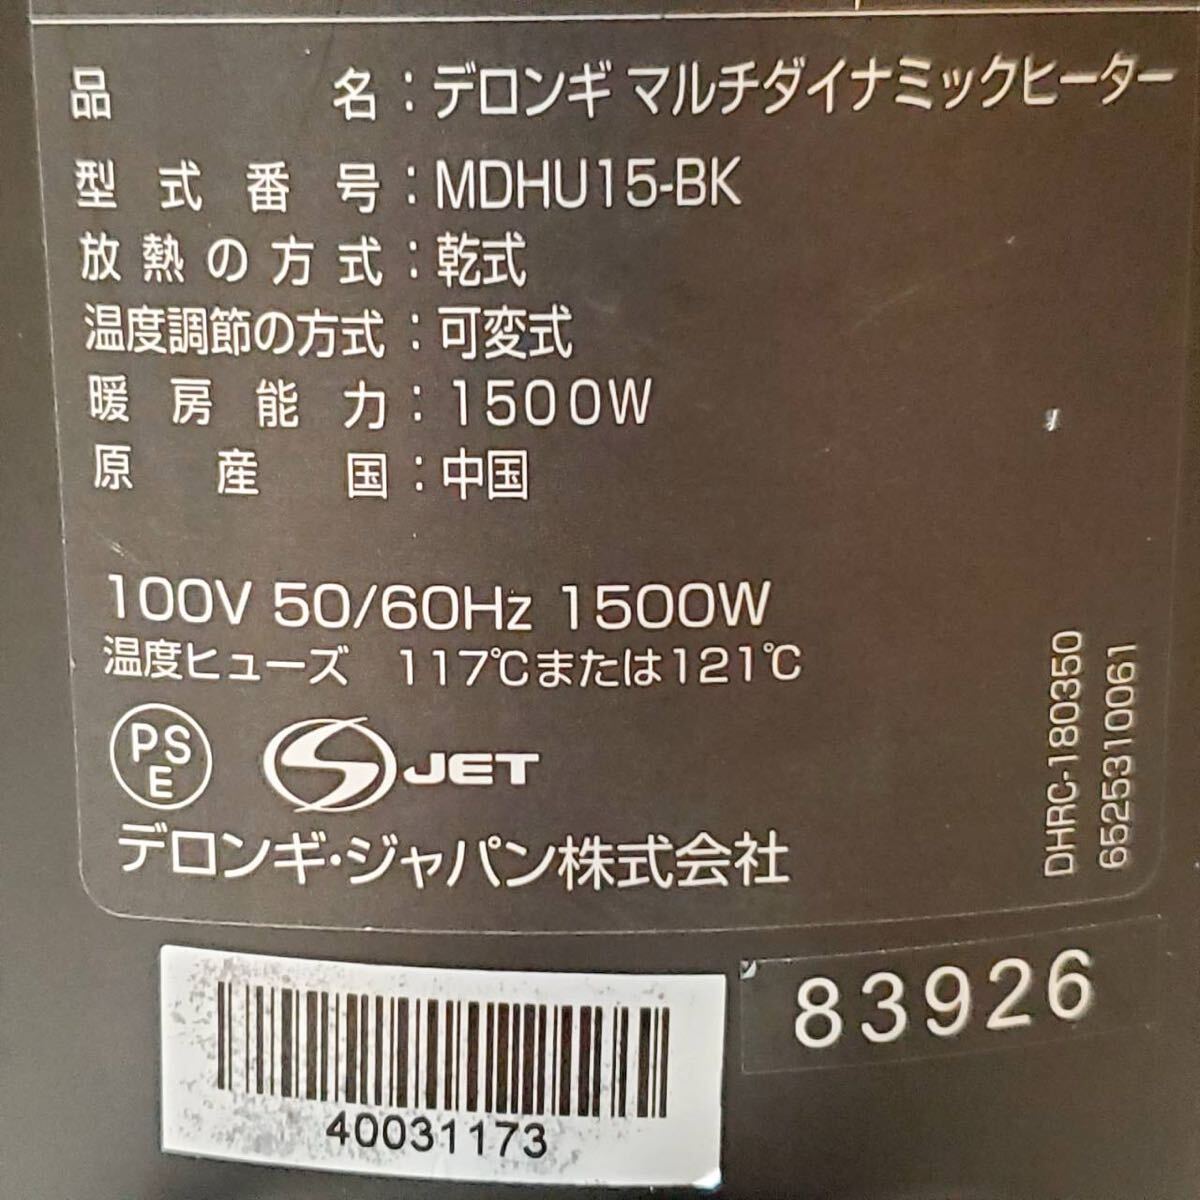 品名：デロンギ マルチダイナミックヒーター
型式番号：MDHU15-BK
放熱の方式：乾式
温度調節の方式：可変式
暖房能力：1500W
原産国：中国
100V 50/60Hz 1500W
温度ヒューズ 117℃または121℃
PS
E
S JET
デロンギ・ジャパン株式会社
DHRC-180350
6525310061
83926
40031173